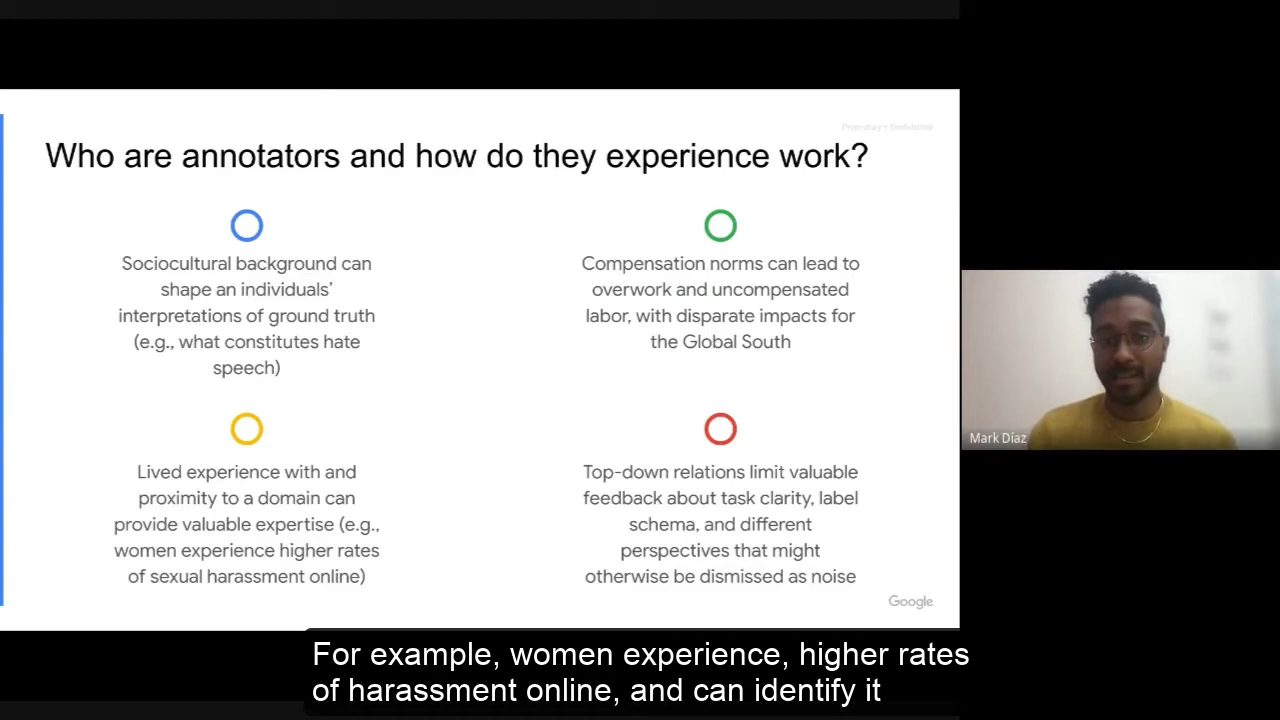 Proprietary + Confidential
Who are annotators and how do they experience work?
Sociocultural background can
shape an individuals’
interpretations of ground truth
(e.g., what constitutes hate
speech)
Compensation norms can lead to
overwork and uncompensated
labor, with disparate impacts for
the Global South
Lived experience with and
proximity to a domain can
provide valuable expertise (e.g.,
women experience higher rates
of sexual harassment online)
Top-down relations limit valuable
feedback about task clarity, label
schema, and different
perspectives that might
otherwise be dismissed as noise
Google
Mark Díaz
For example, women experience, higher rates
of harassment online, and can identify it